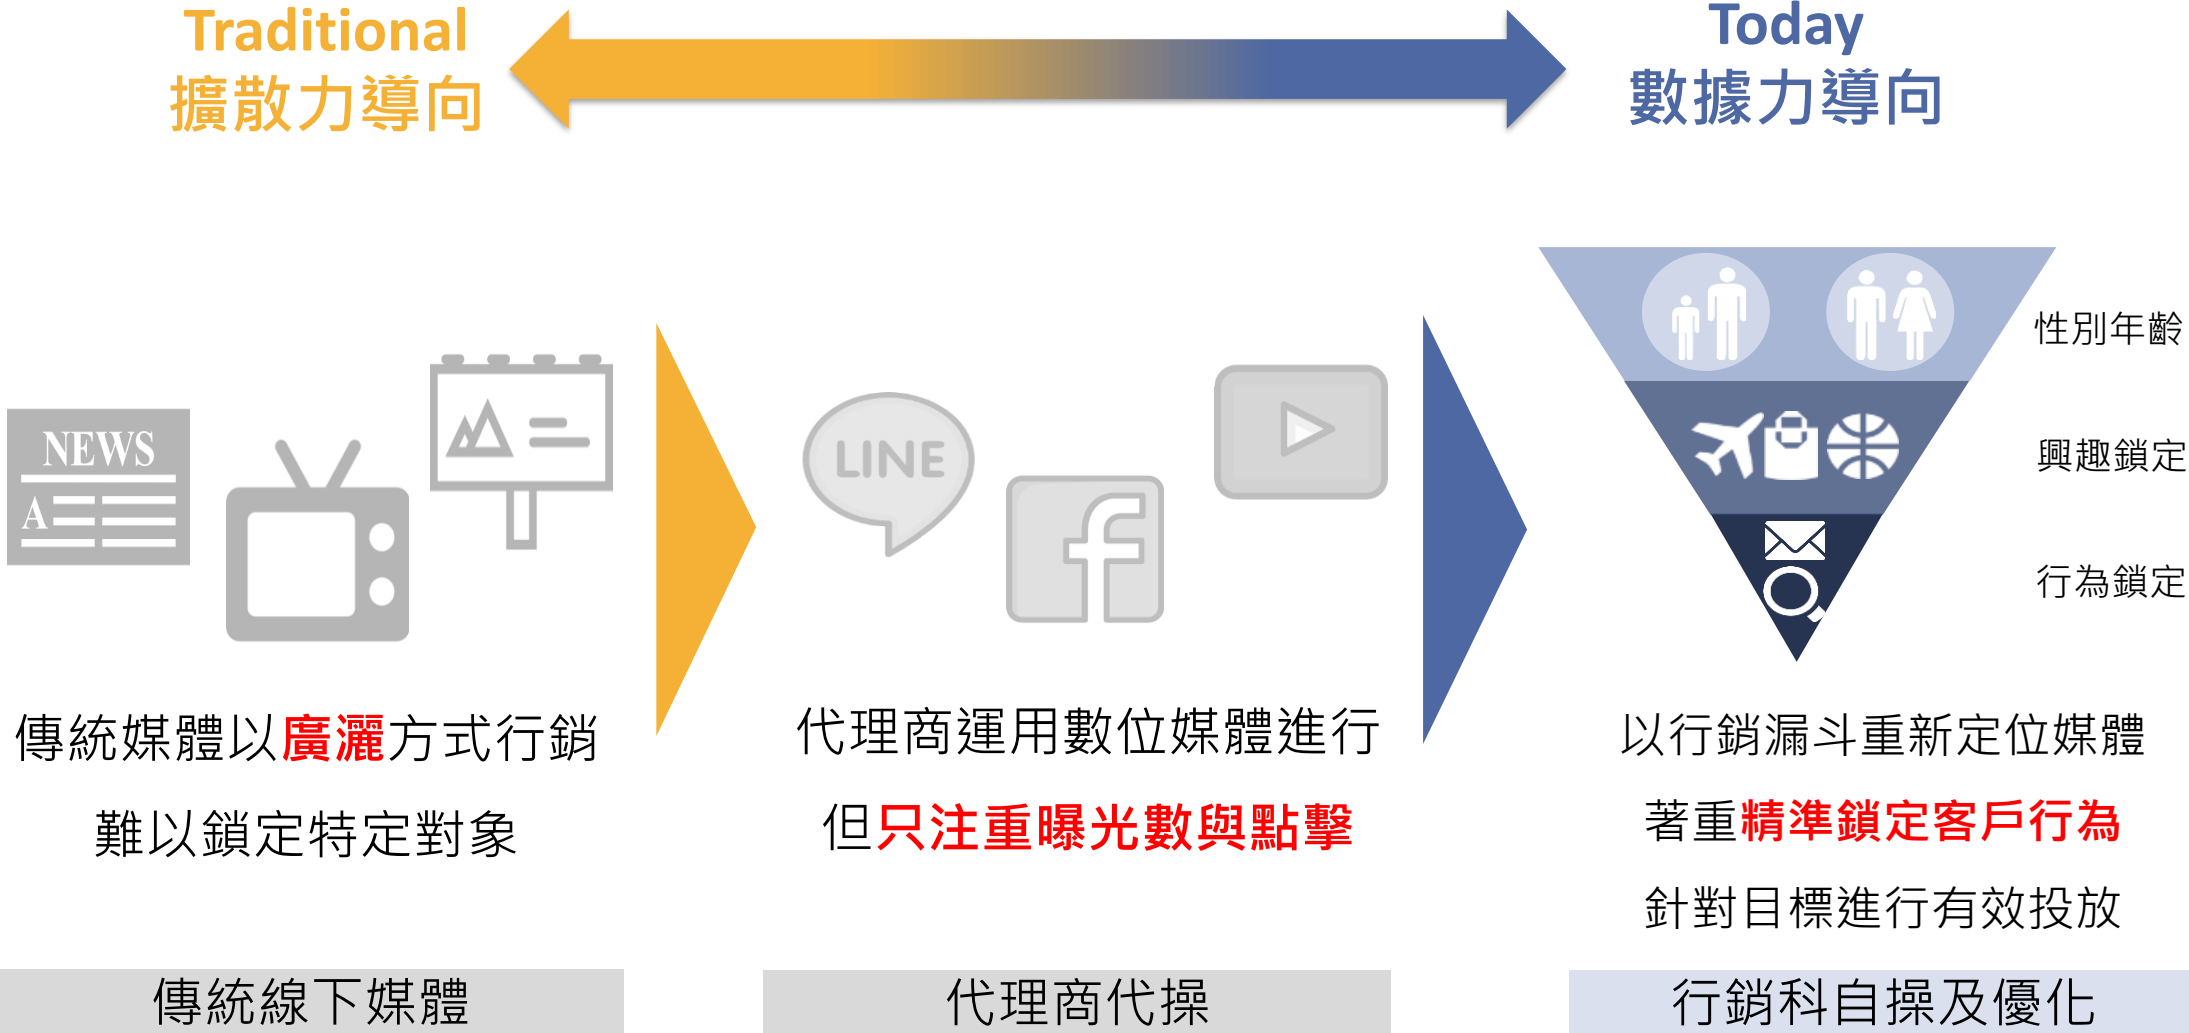 Traditional
擴散力導向
Today
數據力導向
NEWS
A
LINE
性別年齡
興趣鎖定
行為鎖定
傳統媒體以廣灑方式行銷
難以鎖定特定對象
代理商運用數位媒體進行
但只注重曝光數與點擊
以行銷漏斗重新定位媒體
著重精準鎖定客戶行為
針對目標進行有效投放
傳統線下媒體
代理商代操
行銷科自操及優化